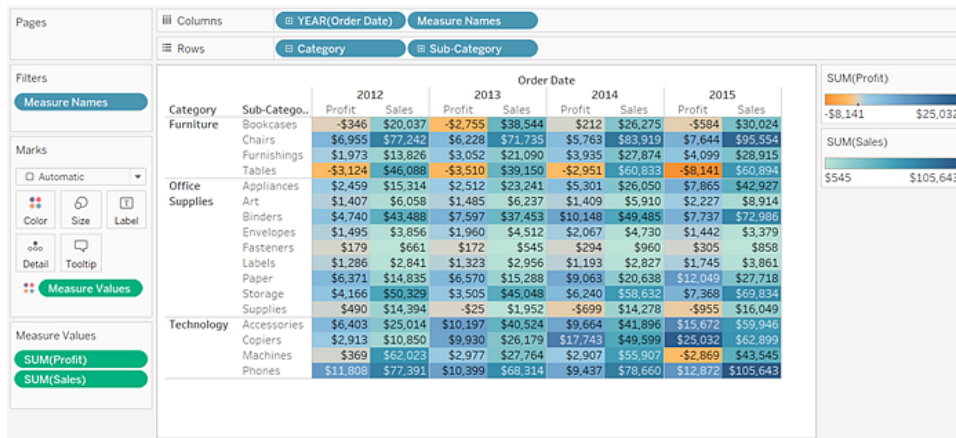 Pages
Columns
YEAR(Order Date) Measure Names
Rows
Category Sub-Category
Filters
Measure Names
Marks
Automatic
Color Size Label
Detail Tooltip
Measure Values
Measure Values
SUM(Profit)
SUM(Sales)
Order Date
2012 2013 2014 2015
Category Sub-Catego.. Profit Sales Profit Sales Profit Sales Profit Sales
Furniture Bookcases -$346 $20,037 -$2,755 $38,544 $212 $26,275 -$584 $30,024
Chairs $6,955 $77,242 $6,228 $71,735 $5,763 $83,919 $7,644 $95,554
Furnishings $1,973 $13,826 $3,052 $21,090 $3,935 $27,874 $4,099 $28,915
Tables -$3,124 $46,088 -$3,510 $39,150 -$2,951 $60,833 -$8,141 $60,894
Office Appliances $2,459 $15,314 $2,512 $23,241 $5,301 $26,050 $7,865 $42,927
Supplies Art $1,407 $6,058 $1,485 $6,237 $1,409 $5,910 $2,227 $8,914
Binders $4,740 $43,488 $7,597 $37,453 $10,148 $49,485 $7,737 $72,986
Envelopes $1,495 $3,856 $1,960 $4,512 $2,067 $4,730 $1,442 $3,379
Fasteners $179 $661 $172 $545 $294 $960 $305 $858
Labels $1,286 $2,841 $1,323 $2,956 $1,193 $2,827 $1,745 $3,861
Paper $6,371 $14,835 $6,570 $15,288 $9,063 $20,638 $12,049 $27,718
Storage $4,166 $50,329 $3,505 $45,048 $6,240 $58,632 $7,368 $69,834
Supplies $490 $14,394 -$25 $1,952 -$699 $14,278 -$955 $16,049
Technology Accessories $6,403 $25,014 $10,197 $40,524 $9,664 $41,896 $15,672 $59,946
Copiers $2,913 $10,850 $9,930 $26,179 $17,743 $49,599 $25,032 $62,899
Machines $369 $62,023 $2,977 $27,764 $2,907 $55,907 -$2,869 $43,545
Phones $11,808 $77,391 $10,399 $68,314 $9,437 $78,660 $12,872 $105,643
SUM(Profit)
-$8,141 $25,032
SUM(Sales)
$545 $105,643